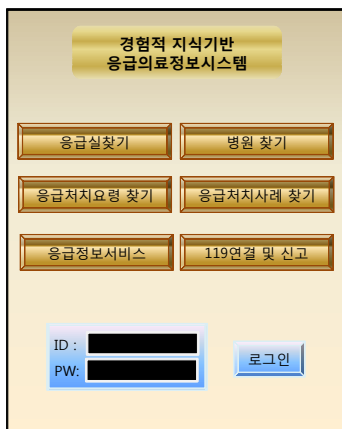 경험적 지식기반
응급의료정보시스템
응급실찾기
병원 찾기
응급처치요령 찾기
응급처치사례 찾기
응급정보서비스
119연결 및 신고
ID :
PW:
로그인